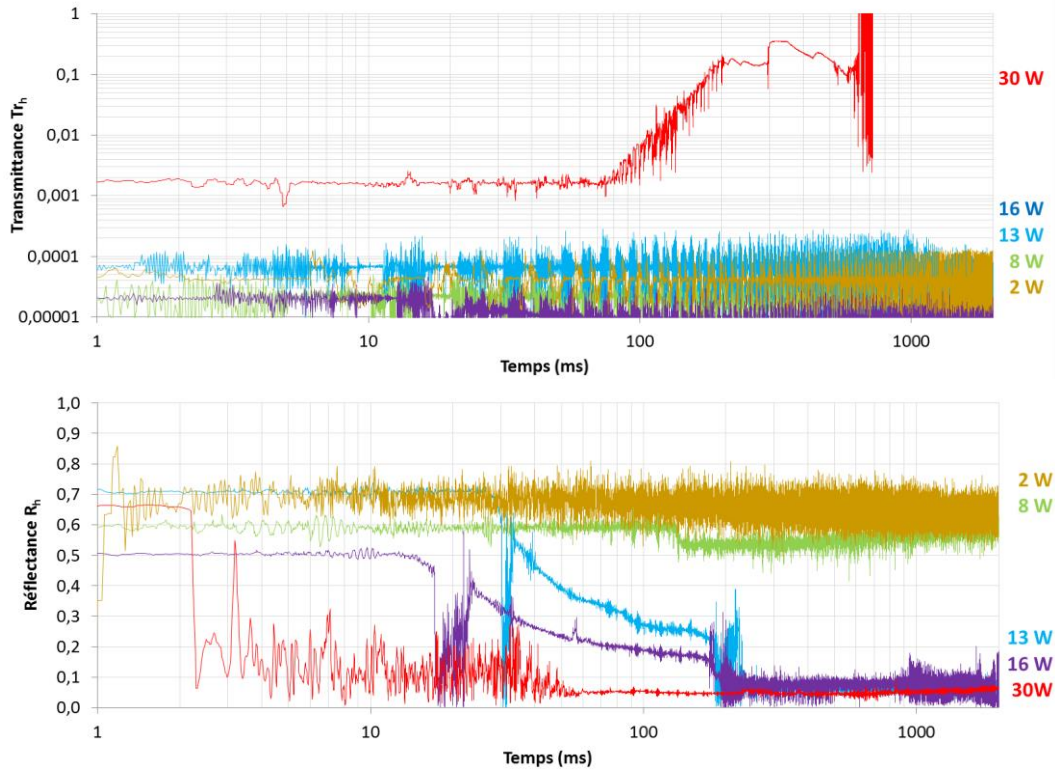 Transmittance Trh
1
0,1
0,01
0,001
0,0001
0,00001
1
10
100
1000
Temps (ms)
30 W
16 W
13 W
8 W
2 W
Réflectance Rh
1,0
0,9
0,8
0,7
0,6
0,5
0,4
0,3
0,2
0,1
0,0
1
10
100
1000
Temps (ms)
2 W
8 W
13 W
16 W
30W